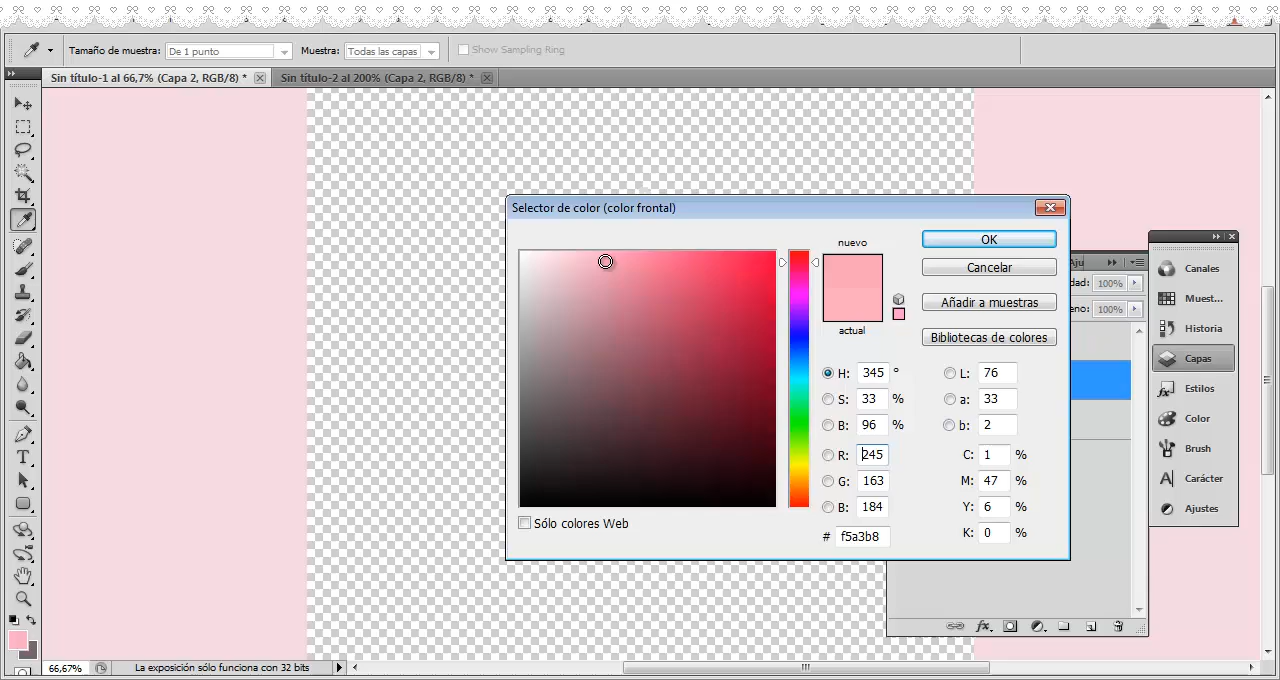 Tamaño de muestra: De 1 punto Muestra: Todas las capas Show Sampling Ring
Sin título-1 al 66,7% (Capa 2, RGB/8) * Sin título-2 al 200% (Capa 2, RGB/8) *
Selector de color (color frontal)
nuevo
actual
OK
Cancelar
Añadir a muestras
Bibliotecas de colores
H: 345 °
S: 33 %
B: 96 %
R: 245
G: 163
B: 184
# f5a3b8
L: 76
a: 33
b: 2
C: 1 %
M: 47 %
Y: 6 %
K: 0 %
Sólo colores Web
Aju
dad: 100%
eno: 100%
fx
Canales
Muest...
Historia
Capas
Estilos
Color
Brush
Carácter
Ajustes
66,67% La exposición sólo funciona con 32 bits